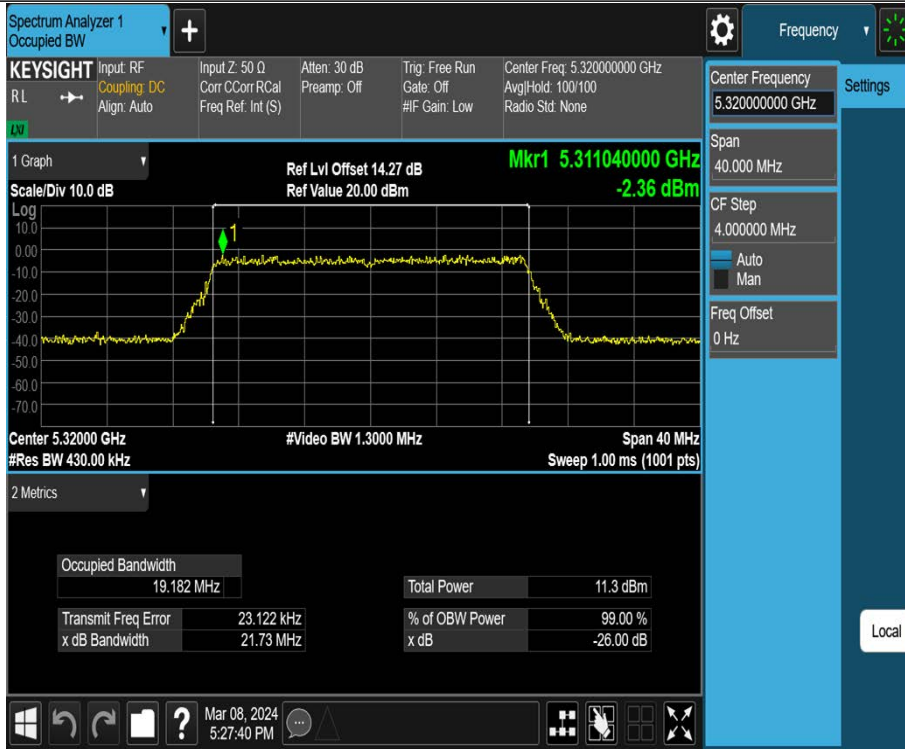 Spectrum Analyzer 1
Occupied BW
+
Frequency
KEYSIGHT
R L
LXI
Input: RF
Coupling: DC
Align: Auto
Input Z: 50 Ω
Corr CCorr RCal
Freq Ref: Int (S)
Atten: 30 dB
Preamp: Off
Trig: Free Run
Gate: Off
#IF Gain: Low
Center Freq: 5.320000000 GHz
Avg|Hold: 100/100
Radio Std: None
Center Frequency
5.320000000 GHz
Settings
Span
40.000 MHz
CF Step
4.000000 MHz
Auto
Man
Freq Offset
0 Hz
1 Graph
Scale/Div 10.0 dB
Ref Lvl Offset 14.27 dB
Ref Value 20.00 dBm
Mkr1 5.311040000 GHz
-2.36 dBm
Log
10.0
0.00
-10.0
-20.0
-30.0
-40.0
-50.0
-60.0
-70.0
1
Center 5.32000 GHz
#Res BW 430.00 kHz
#Video BW 1.3000 MHz
Span 40 MHz
Sweep 1.00 ms (1001 pts)
2 Metrics
Occupied Bandwidth
19.182 MHz
Total Power 11.3 dBm
Transmit Freq Error 23.122 kHz
% of OBW Power 99.00 %
x dB Bandwidth 21.73 MHz
x dB -26.00 dB
Local
?
Mar 08, 2024
5:27:40 PM